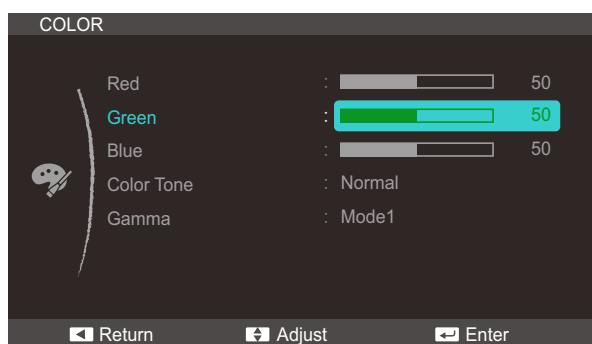 COLOR
Red : 50
Green : 50
Blue : 50
Color Tone : Normal
Gamma : Mode1
Return Adjust Enter